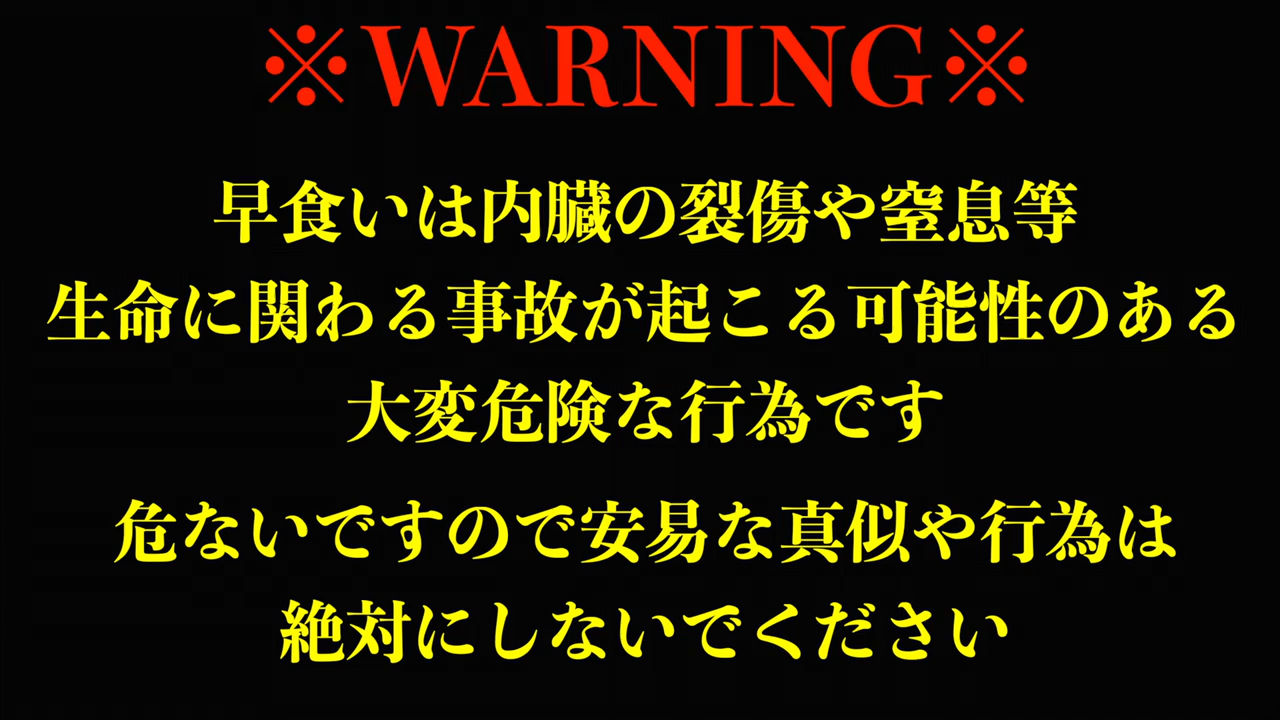 ※WARNING※
早食いは内臓の裂傷や窒息等
生命に関わる事故が起こる可能性のある
大変危険な行為です
危ないですので安易な真似や行為は
絶対にしないでください